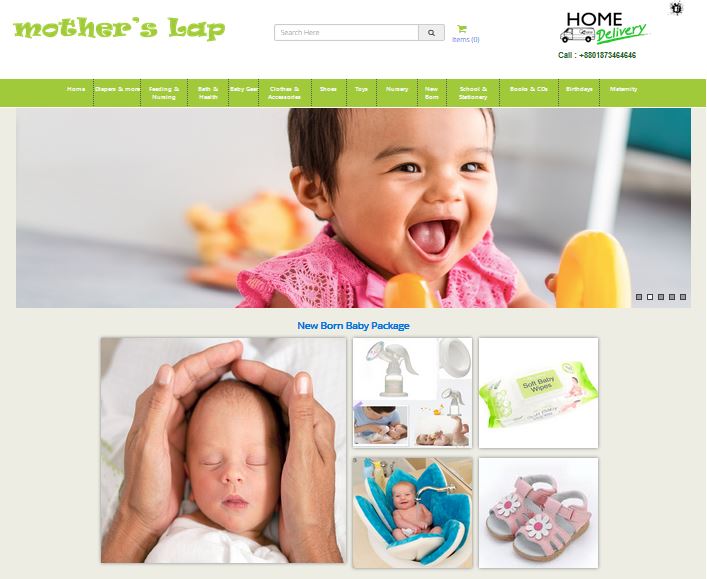 mother's Lap
Search Here
Items (0)
HOME
Delivery
Call : +8801873464646
Home
Diapers & more
Feeding &
Nursing
Bath &
Health
Baby Gear
Clothes &
Accessories
Shoes
Toys
Nursery
New
Born
School &
Stationery
Books & CDs
Birthdays
Maternity
New Born Baby Package
Soft Baby
Wipes